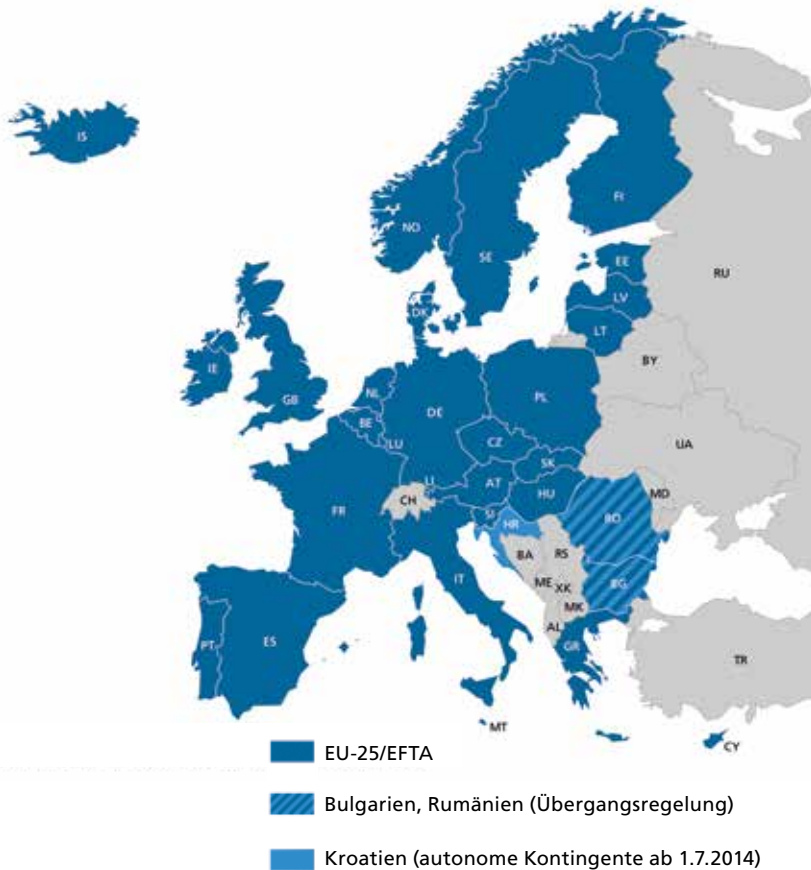 IS
FI
NO
SE
RU
EE
LV
DK
LT
IE
BY
GB
NL
DE
PL
BE
LU
CZ
UA
SK
LI
AT
HU
MD
CH
FR
SI
HR
RO
BA
RS
IT
ME
XK
BG
MK
AL
PT
ES
GR
TR
MT
CY
EU-25/EFTA
Bulgarien, Rumänien (Übergangsregelung)
Kroatien (autonome Kontingente ab 1.7.2014)